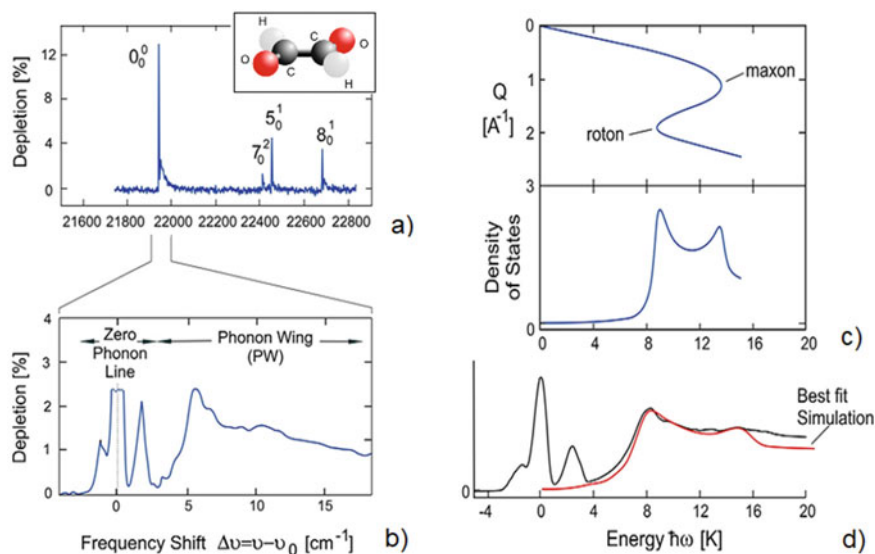 H
O
C
C
O
H
Depletion [%]
12
8
4
0
0₀⁰
7₀²
5₀¹
8₀¹
21600 21800 22000 22200 22400 22600 22800
a)
Depletion [%]
4
3
2
1
0
Zero
Phonon
Line
Phonon Wing
(PW)
0 5 10 15
b) Frequency Shift Δυ=υ-υ₀ [cm⁻¹]
0
1
2
3
Q
[A⁻¹]
maxon
roton
Density
of States
0
0 4 8 12 16 20
c)
d)
Best fit
Simulation
0
-4 0 4 8 12 16 20
Energy ħω [K]